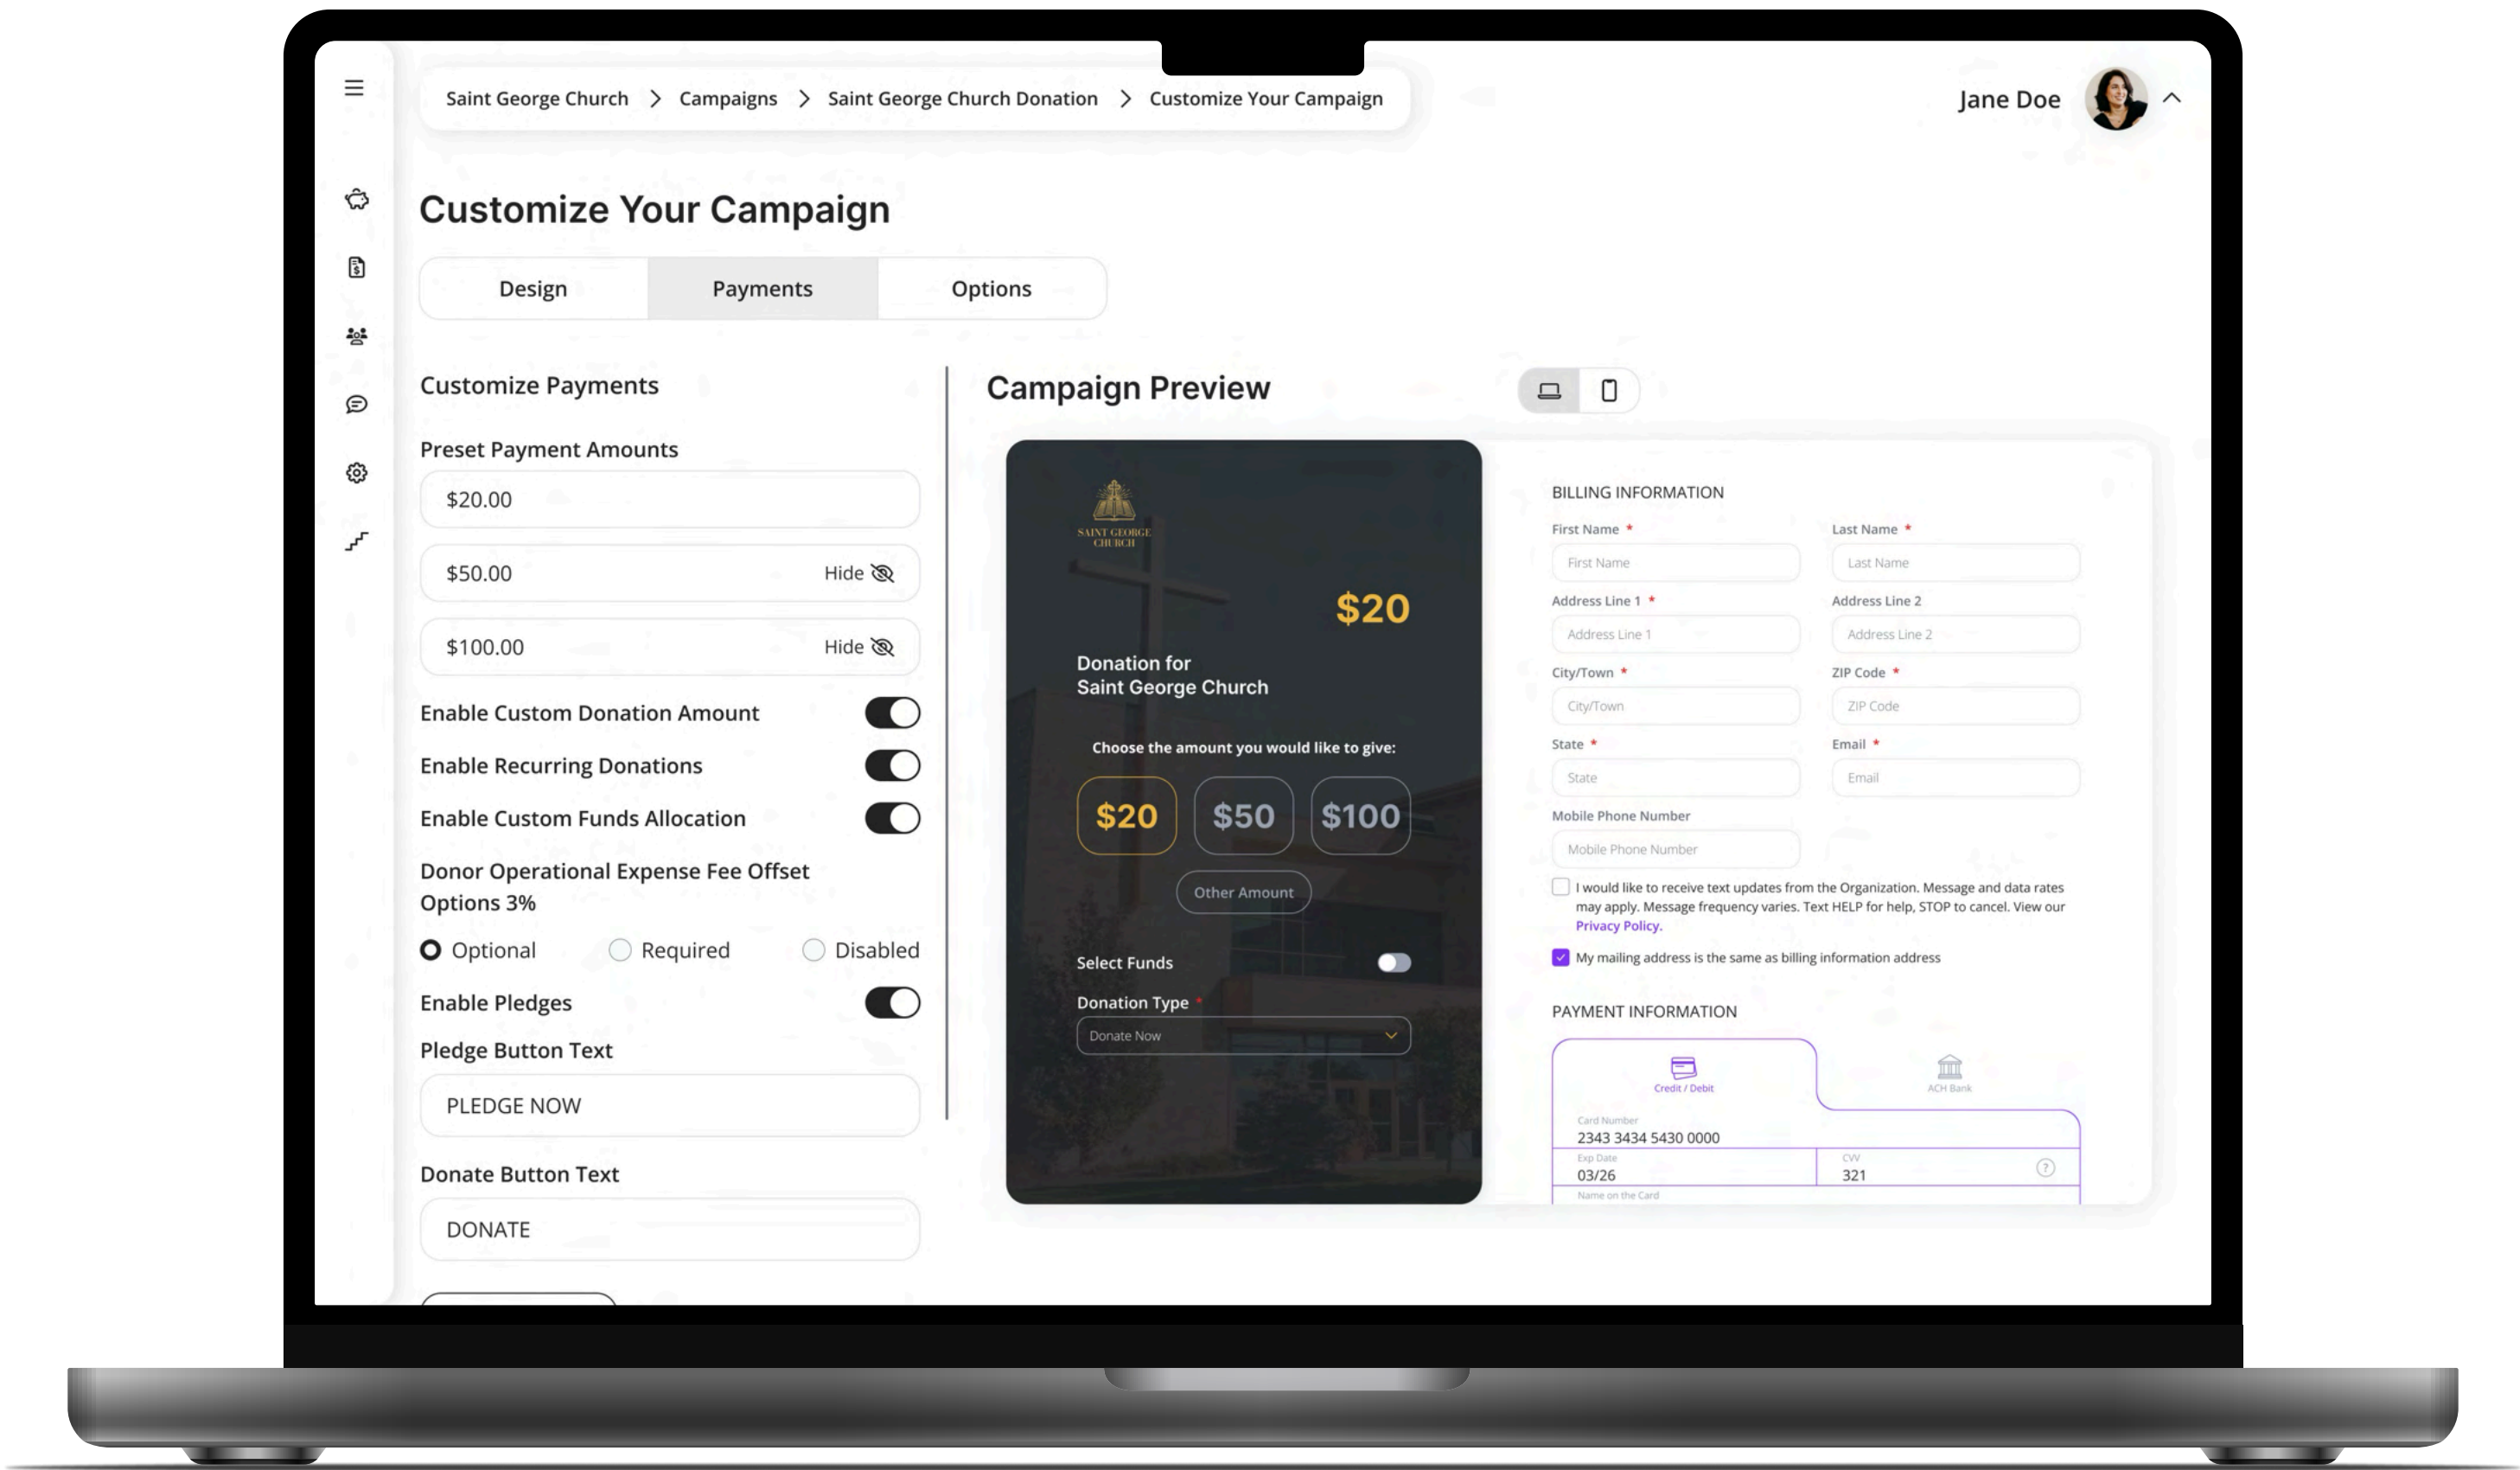 Saint George Church > Campaigns > Saint George Church Donation > Customize Your Campaign
Jane Doe
Customize Your Campaign
Design
Payments
Options
Customize Payments
Preset Payment Amounts
$20.00
$50.00
Hide
$100.00
Hide
Enable Custom Donation Amount
Enable Recurring Donations
Enable Custom Funds Allocation
Donor Operational Expense Fee Offset
Options 3%
Optional
Required
Disabled
Enable Pledges
Pledge Button Text
PLEDGE NOW
Donate Button Text
DONATE
Campaign Preview
SAINT GEORGE
CHURCH
$20
Donation for
Saint George Church
Choose the amount you would like to give:
$20
$50
$100
Other Amount
Select Funds
Donation Type *
Donate Now
BILLING INFORMATION
First Name *
Last Name *
First Name
Last Name
Address Line 1 *
Address Line 2
Address Line 1
Address Line 2
City/Town *
ZIP Code *
City/Town
ZIP Code
State *
Email *
State
Email
Mobile Phone Number
Mobile Phone Number
I would like to receive text updates from the Organization. Message and data rates
may apply. Message frequency varies. Text HELP for help, STOP to cancel. View our
Privacy Policy.
My mailing address is the same as billing information address
PAYMENT INFORMATION
Credit / Debit
ACH Bank
Card Number
2343 3434 5430 0000
Exp Date
CVV
03/26
321
?
Name on the Card